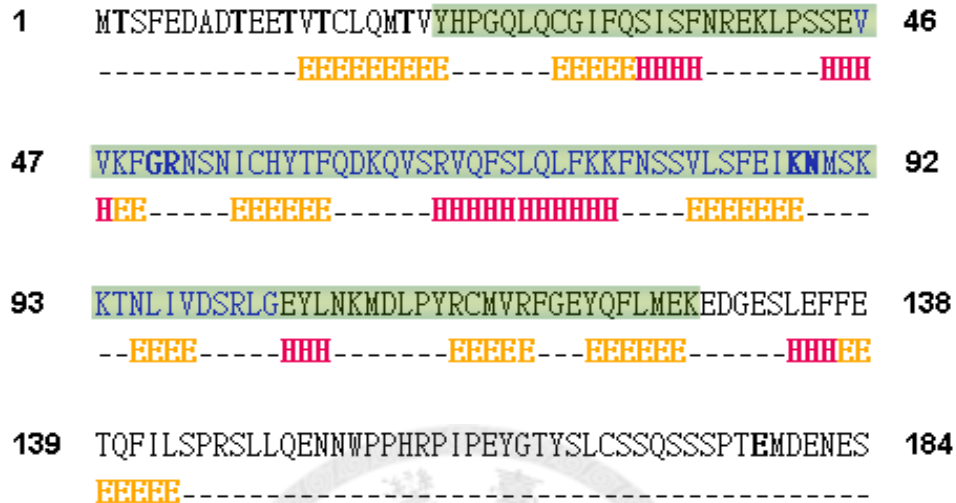 1 MTSFEDADTEETVTCLQMTVYHPGQLQCGIFQSISFNREKLPSSEV 46
------------EEEEEEEEE------EEEEEHHHH-------HHH
47 VKFGRNSNICHYTFQDKQVSRVQFSLQLFKKFNSSVLSFEIKNMSK 92
HEE-----EEEEEE------HHHHHHHHHHH----EEEEEEE----
93 KTNLIVDSRLGEYLNKMDLPYRCMVRFGEYQFLMEKEDGESLEFFE 138
--EEEE-----HHH-------EEEEE---EEEEEE------HHHEE
139 TQFILSPRSLLQENNWPPHRPIPEYGTYSLCSSQSSSPTEMDENES 184
EEEEE-----------------------------------------